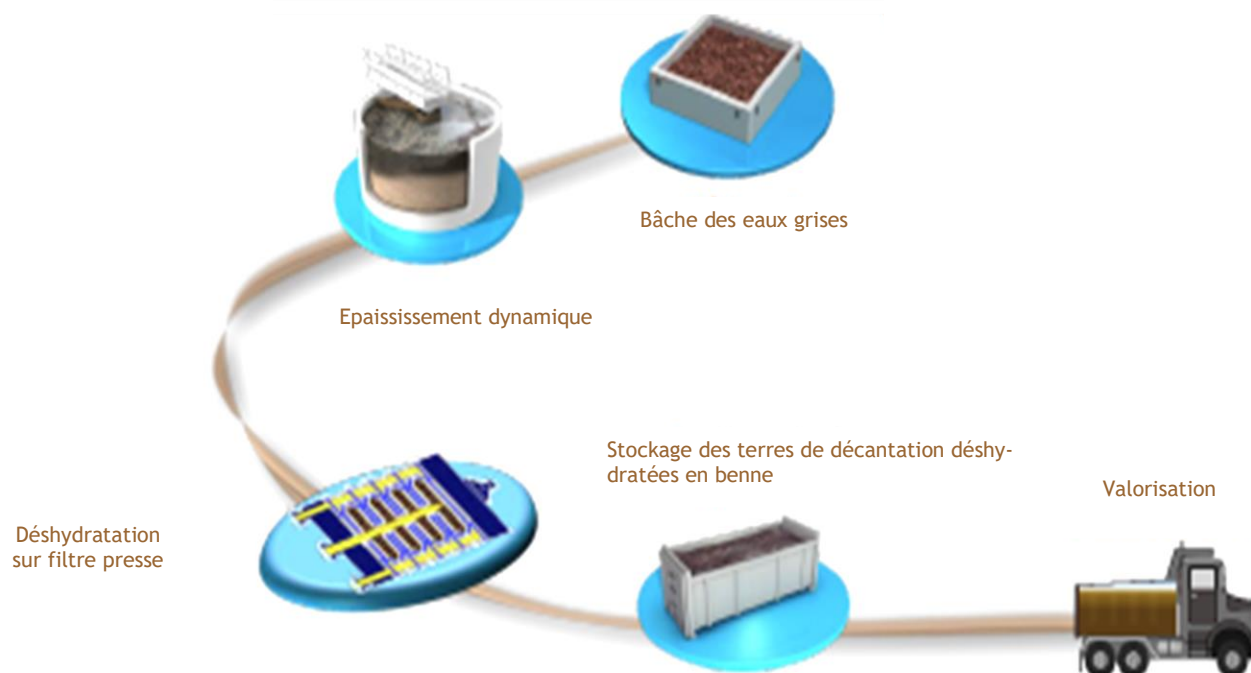 Bâche des eaux grises
Epaississement dynamique
Stockage des terres de décantation déshy-
dratées en benne
Valorisation
Déshydratation
sur filtre presse